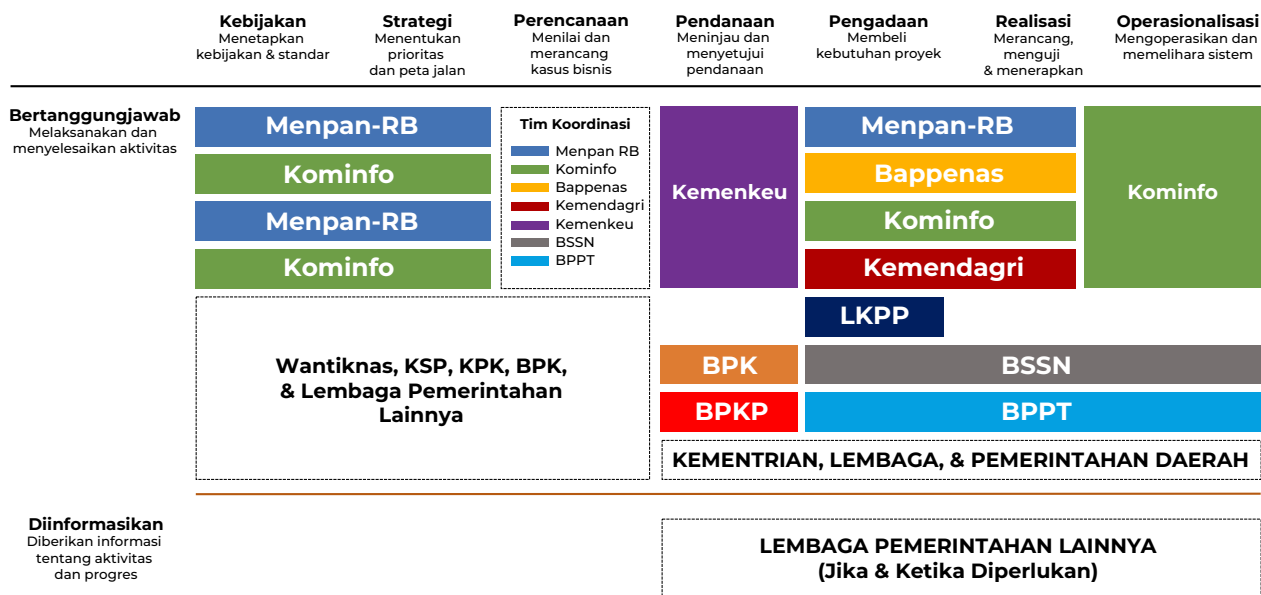 Kebijakan
Menetapkan
kebijakan & standar
Strategi
Menentukan
prioritas
dan peta jalan
Perencanaan
Menilai dan
merancang
kasus bisnis
Pendanaan
Meninjau dan
menyetujui
pendanaan
Pengadaan
Membeli
kebutuhan proyek
Realisasi
Merancang,
menguji
& menerapkan
Operasionalisasi
Mengoperasikan dan
memelihara sistem
Bertanggungjawab
Melaksanakan dan
menyelesaikan aktivitas
Menpan-RB
Kominfo
Menpan-RB
Kominfo
Tim Koordinasi
Menpan RB
Kominfo
Bappenas
Kemendagri
Kemenkeu
BSSN
BPPT
Kemenkeu
Menpan-RB
Bappenas
Kominfo
Kemendagri
Kominfo
LKPP
Wantiknas, KSP, KPK, BPK,
& Lembaga Pemerintahan
Lainnya
BPK
BSSN
BPKP
BPPT
KEMENTRIAN, LEMBAGA, & PEMERINTAHAN DAERAH
Diinformasikan
Diberikan informasi
tentang aktivitas
dan progres
LEMBAGA PEMERINTAHAN LAINNYA
(Jika & Ketika Diperlukan)